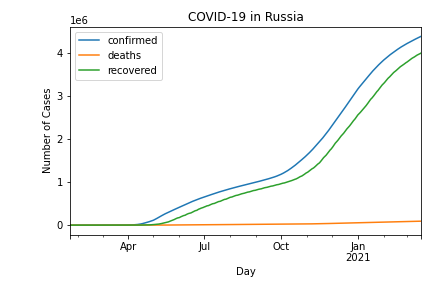 COVID-19 in Russia
1e6
confirmed
deaths
recovered
Number of Cases
4
3
2
1
0
Apr
Jul
Oct
Jan
2021
Day